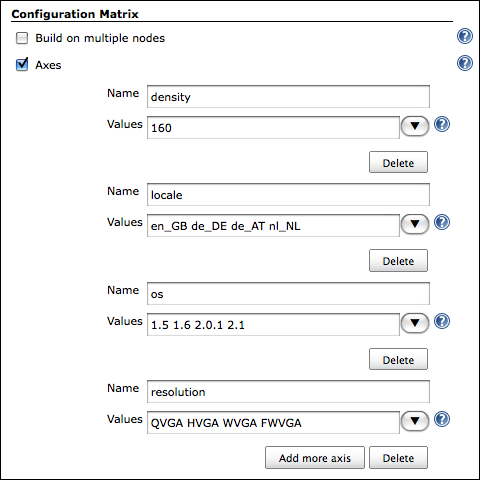 Configuration Matrix
Build on multiple nodes ?
Axes ?
Name density
Values 160 ?
Delete
Name locale
Values en_GB de_DE de_AT nl_NL ?
Delete
Name os
Values 1.5 1.6 2.0.1 2.1 ?
Delete
Name resolution
Values QVGA HVGA WVGA FWVGA ?
Add more axis Delete